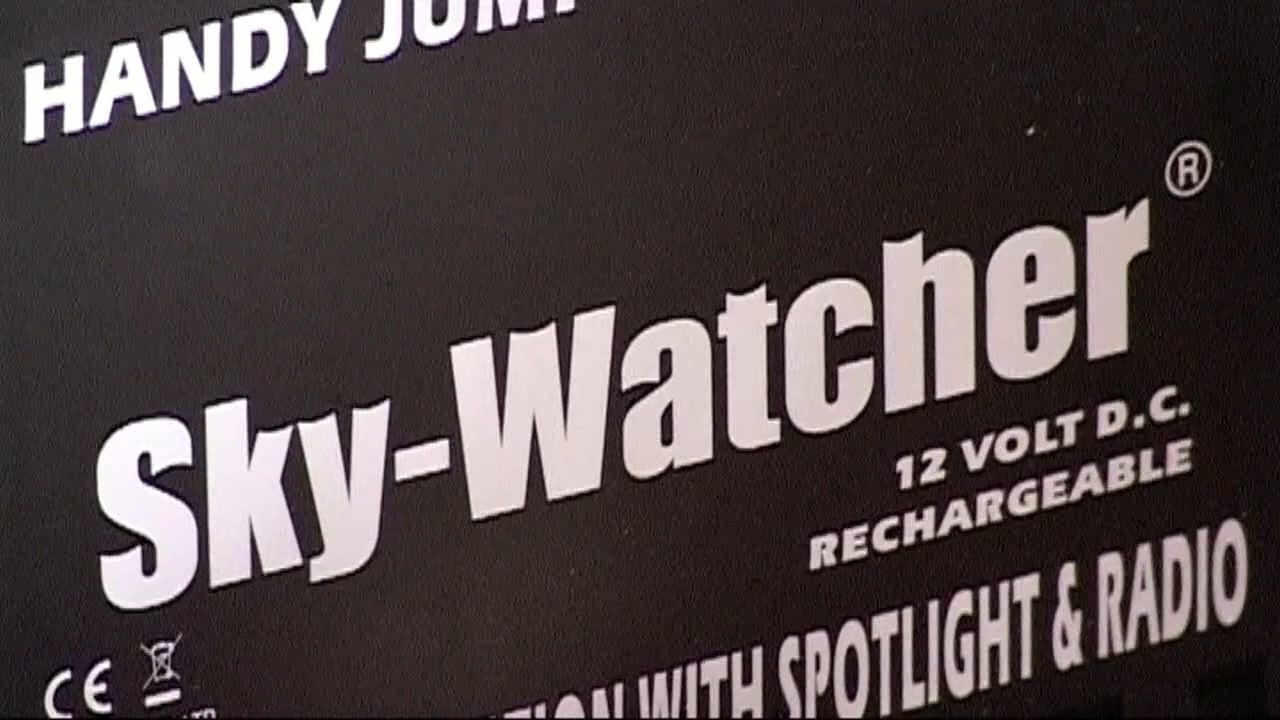 HANDY
Sky-Watcher®
12 VOLT D.C.
RECHARGEABLE
WITH SPOTLIGHT & RADIO
CE